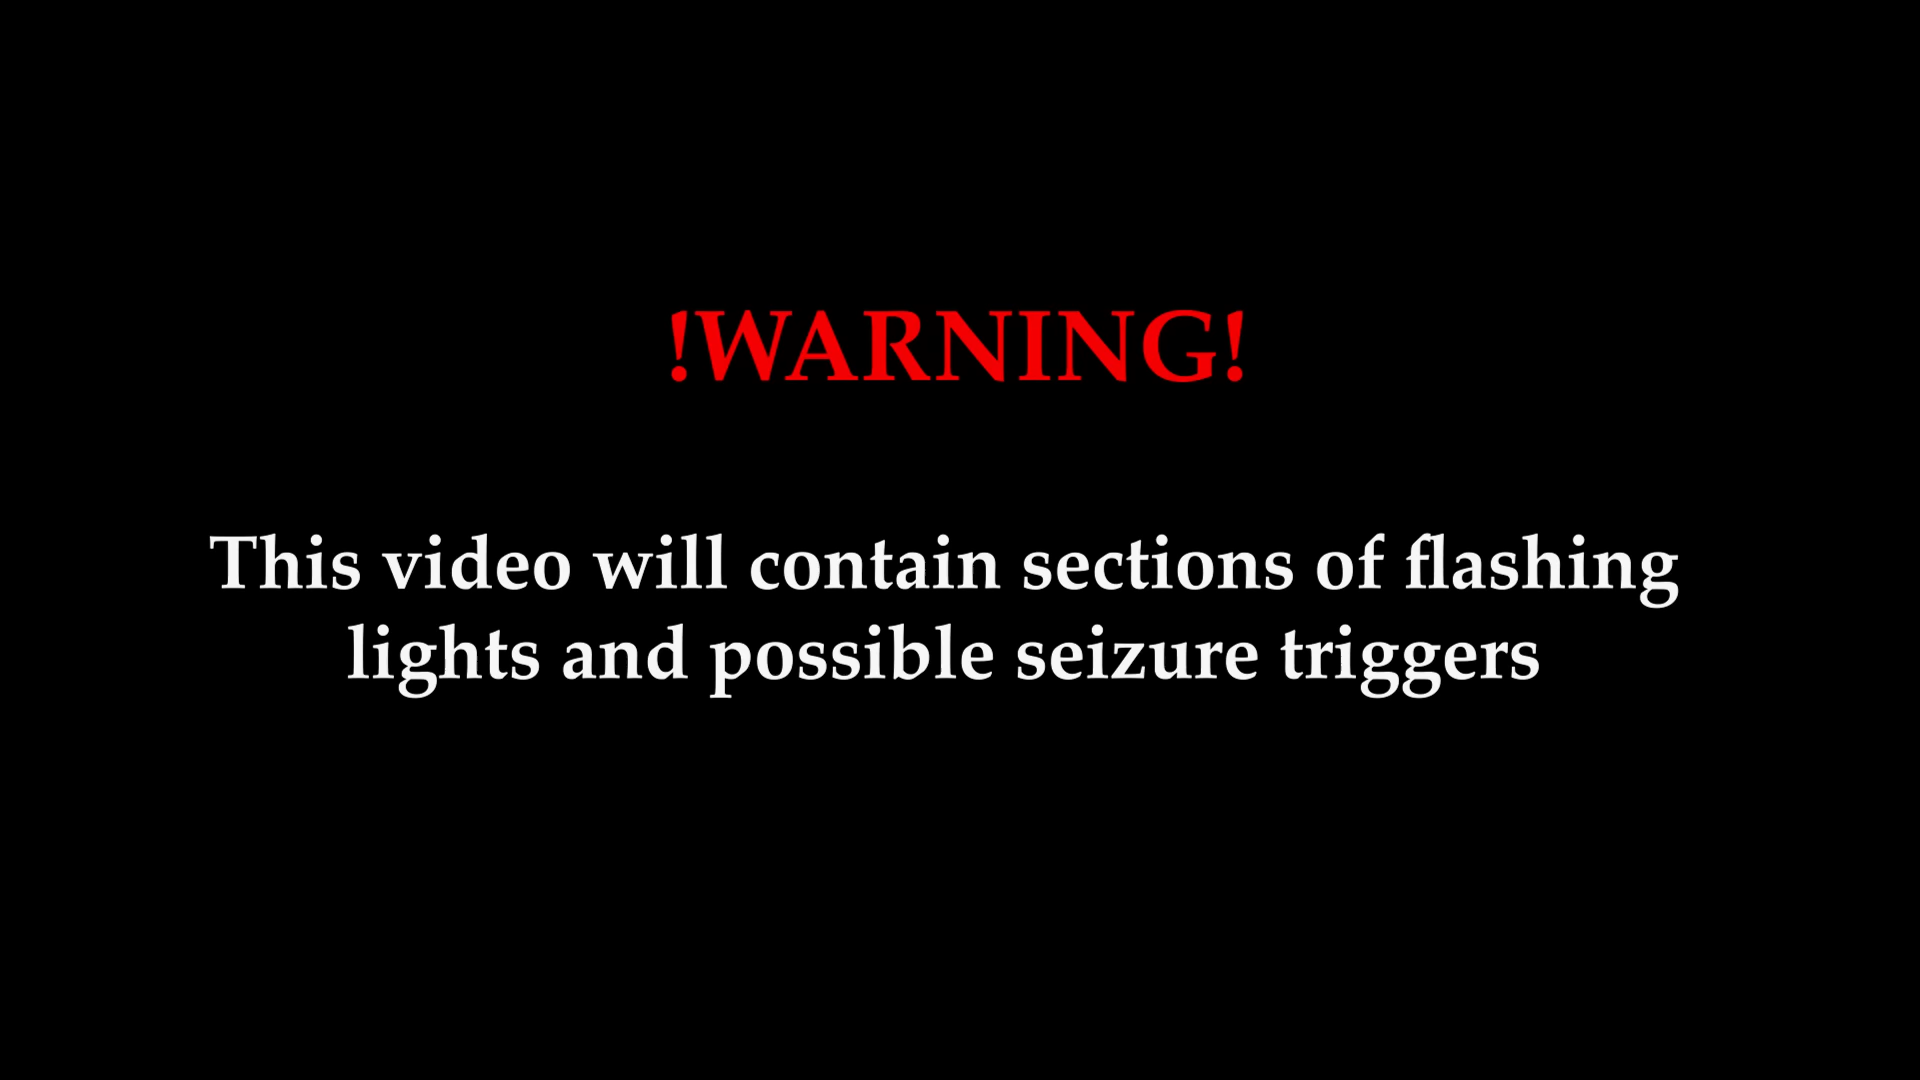 !WARNING!
This video will contain sections of flashing
lights and possible seizure triggers